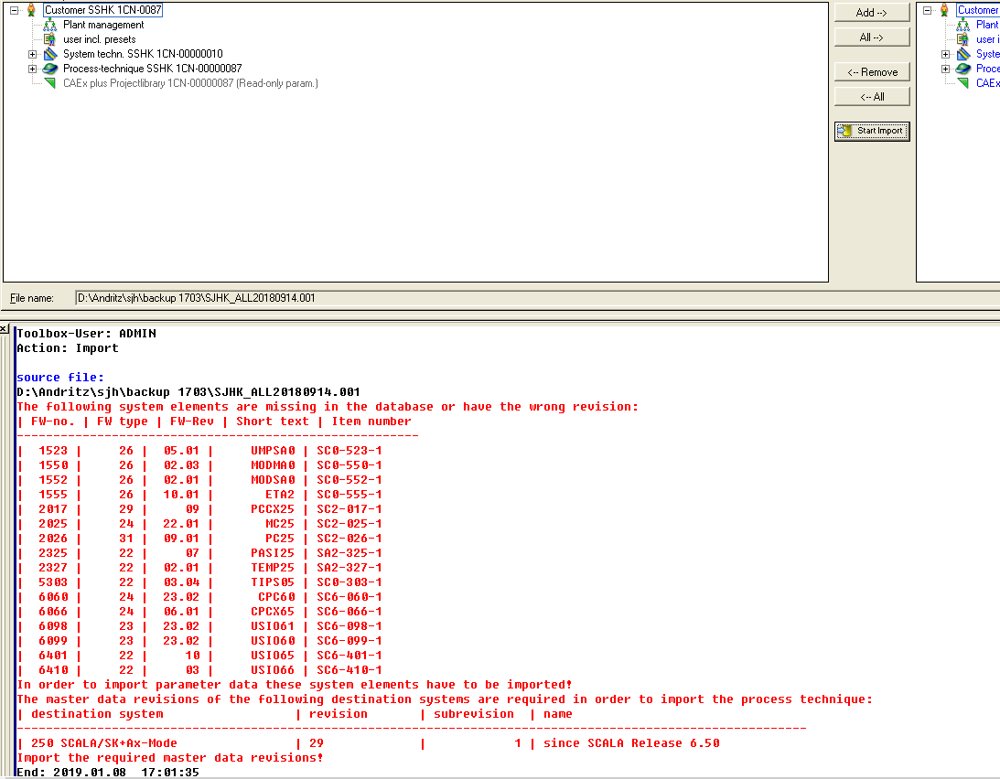 Customer SSHK 1CN-0087
Plant management
user incl. presets
System techn. SSHK 1CN-00000010
Process-technique SSHK 1CN-00000087
CAEx plus Projectlibrary 1CN-00000087 (Read-only param.)
Add -->
All -->
<-- Remove
<-- All
Start Import
Customer
Plant
user i
Syste
Proce
CAEx
File name:
D:\Andritz\sjh\backup 1703\SJHK_ALL20180914.001
Toolbox-User: ADMIN
Action: Import
source file:
D:\Andritz\sjh\backup 1703\SJHK_ALL20180914.001
The following system elements are missing in the database or have the wrong revision:
| FW-no. | FW type | FW-Rev | Short text | Item number
-------------------------------------------------------
| 1523 | 26 | 05.01 | UMPSA0 | SC0-523-1
| 1550 | 26 | 02.03 | MODMA0 | SC0-550-1
| 1552 | 26 | 02.01 | MODSA0 | SC0-552-1
| 1555 | 26 | 10.01 | ETA2 | SC0-555-1
| 2017 | 29 | 09 | PCCX25 | SC2-017-1
| 2025 | 24 | 22.01 | MC25 | SC2-025-1
| 2026 | 31 | 09.01 | PC25 | SC2-026-1
| 2325 | 22 | 07 | PASI25 | SA2-325-1
| 2327 | 22 | 02.01 | TEMP25 | SA2-327-1
| 5303 | 22 | 03.04 | TIPS05 | SC0-303-1
| 6060 | 24 | 23.02 | CPC60 | SC6-060-1
| 6066 | 24 | 06.01 | CPCX65 | SC6-066-1
| 6098 | 23 | 23.02 | USIO61 | SC6-098-1
| 6099 | 23 | 23.02 | USIO60 | SC6-099-1
| 6401 | 22 | 10 | USIO65 | SC6-401-1
| 6410 | 22 | 03 | USIO66 | SC6-410-1
In order to import parameter data these system elements have to be imported!
The master data revisions of the following destination systems are required in order to import the process technique:
| destination system | revision | subrevision | name
------------------------------------------------------------------------------------------------------------
| 250 SCALA/SK+Ax-Mode | 29 | 1 | since SCALA Release 6.50
Import the required master data revisions!
End: 2019.01.08 17:01:35